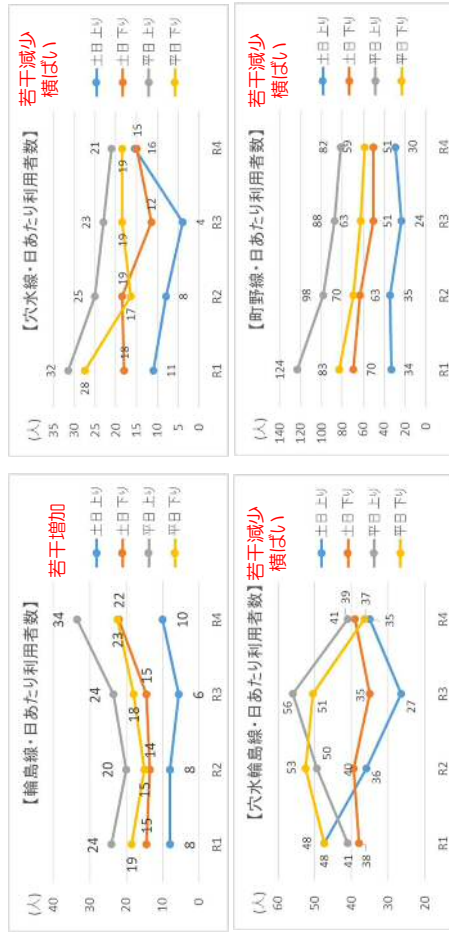 【輪島線・日あたり利用者数】
若干増加
(人)
40
30
20
10
0
24
20
24
34
19
15
18
23
22
15
14
15
8
8
6
10
R1
R2
R3
R4
土日 上り
土日 下り
平日 上り
平日 下り
【穴水線・日あたり利用者数】
若干減少
横ばい
(人)
35
30
25
20
15
10
5
0
32
25
23
21
28
17
19
19
18
19
12
15
11
8
4
16
R1
R2
R3
R4
土日 上り
土日 下り
平日 上り
平日 下り
【穴水輪島線・日あたり利用者数】
若干減少
横ばい
(人)
60
50
40
30
20
48
53
56
41
39
48
50
51
37
41
40
35
35
38
36
27
R1
R2
R3
R4
土日 上り
土日 下り
平日 上り
平日 下り
【町野線・日あたり利用者数】
若干減少
横ばい
(人)
140
120
100
80
60
40
20
0
124
98
88
82
83
70
63
59
70
63
51
51
34
35
24
30
R1
R2
R3
R4
土日 上り
土日 下り
平日 上り
平日 下り